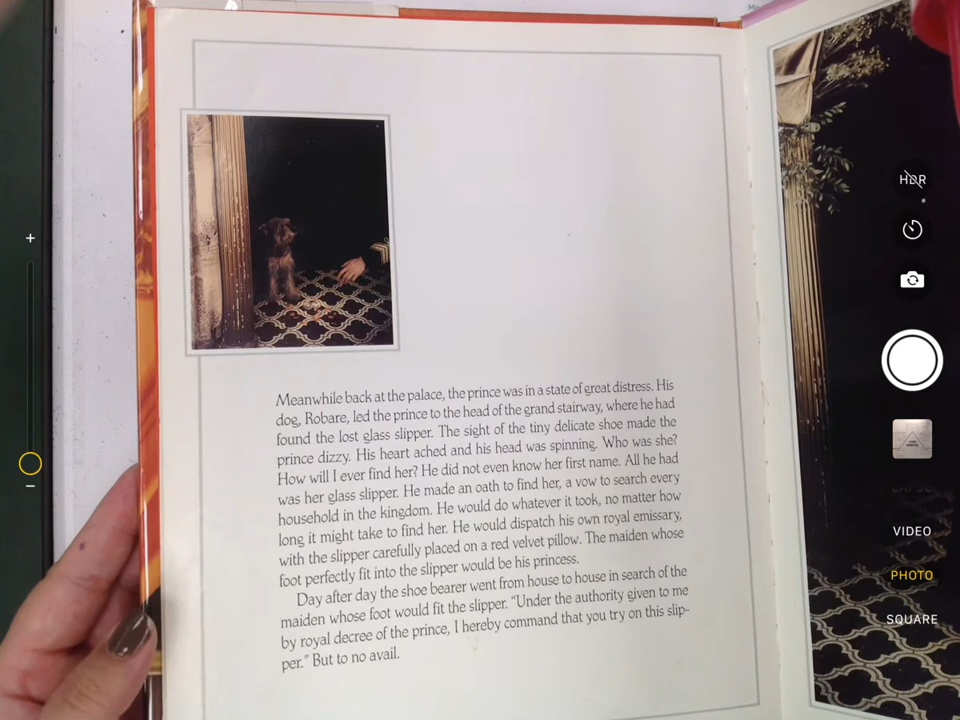 Meanwhile back at the palace, the prince was in a state of great distress. His
dog, Robare, led the prince to the head of the grand stairway, where he had
found the lost glass slipper. The sight of the tiny delicate shoe made the
prince dizzy. His heart ached and his head was spinning. Who was she?
How will I ever find her? He did not even know her first name. All he had
was her glass slipper. He made an oath to find her, a vow to search every
household in the kingdom. He would do whatever it took, no matter how
long it might take to find her. He would dispatch his own royal emissary,
with the slipper carefully placed on a red velvet pillow. The maiden whose
foot perfectly fit into the slipper would be his princess.
Day after day the shoe bearer went from house to house in search of the
maiden whose foot would fit the slipper. "Under the authority given to me
by royal decree of the prince, I hereby command that you try on this slip-
per." But to no avail.
HDR
VIDEO
PHOTO
SQUARE